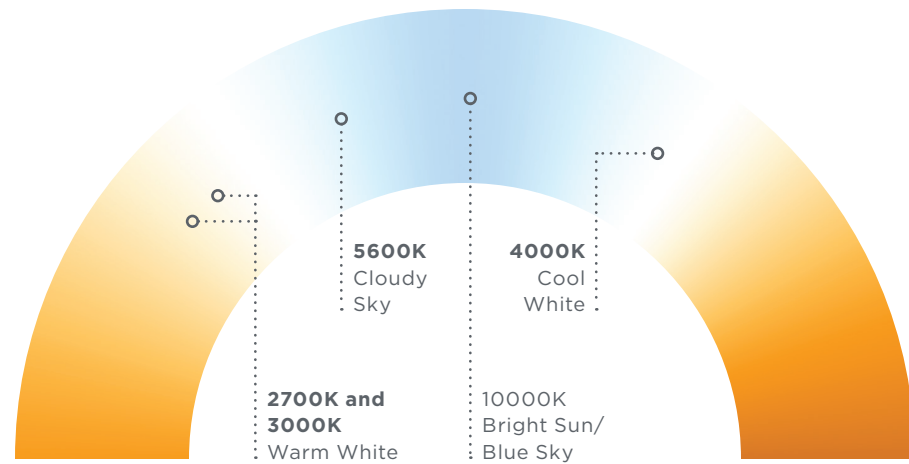 5600K
Cloudy
Sky
4000K
Cool
White
2700K and
3000K
Warm White
10000K
Bright Sun/
Blue Sky